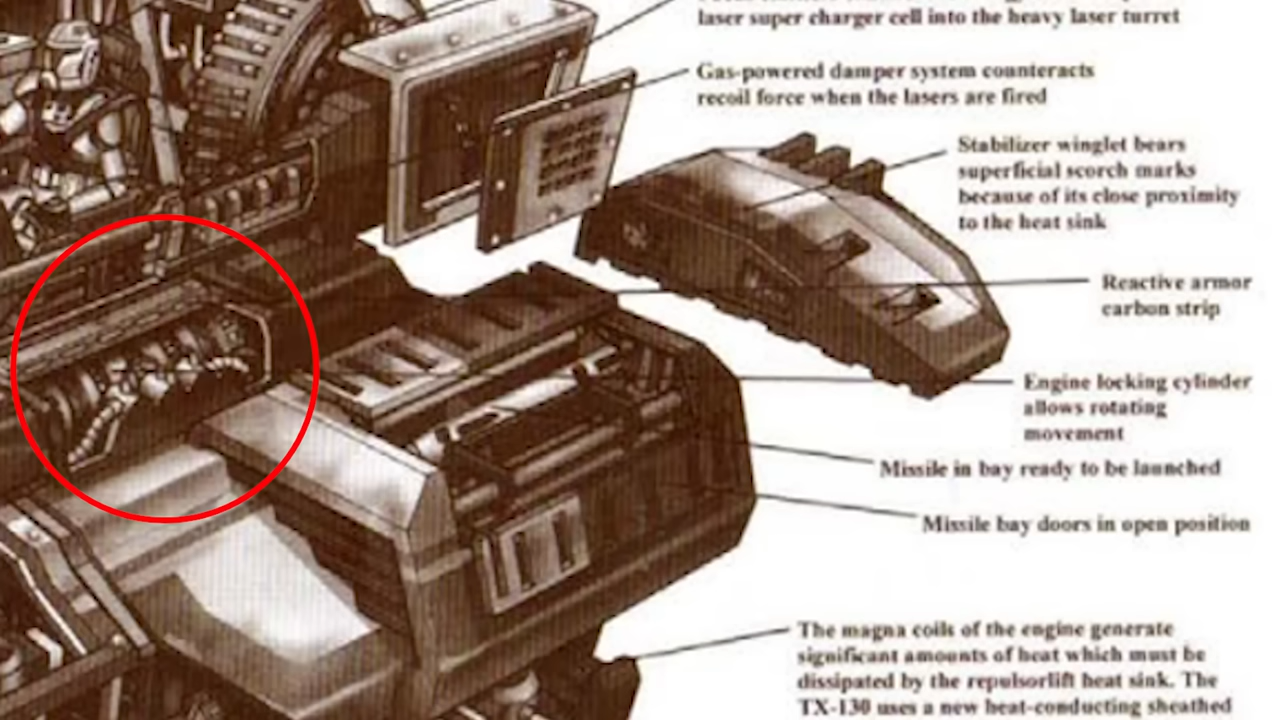 laser super charger cell into the heavy laser turret
Gas-powered damper system counteracts
recoil force when the lasers are fired
Stabilizer winglet bears
superficial scorch marks
because of its close proximity
to the heat sink
Reactive armor
carbon strip
Engine locking cylinder
allows rotating
movement
Missile in bay ready to be launched
Missile bay doors in open position
The magna coils of the engine generate
significant amounts of heat which must be
dissipated by the repulsorlift heat sink. The
TX-130 uses a new heat-conducting sheathed